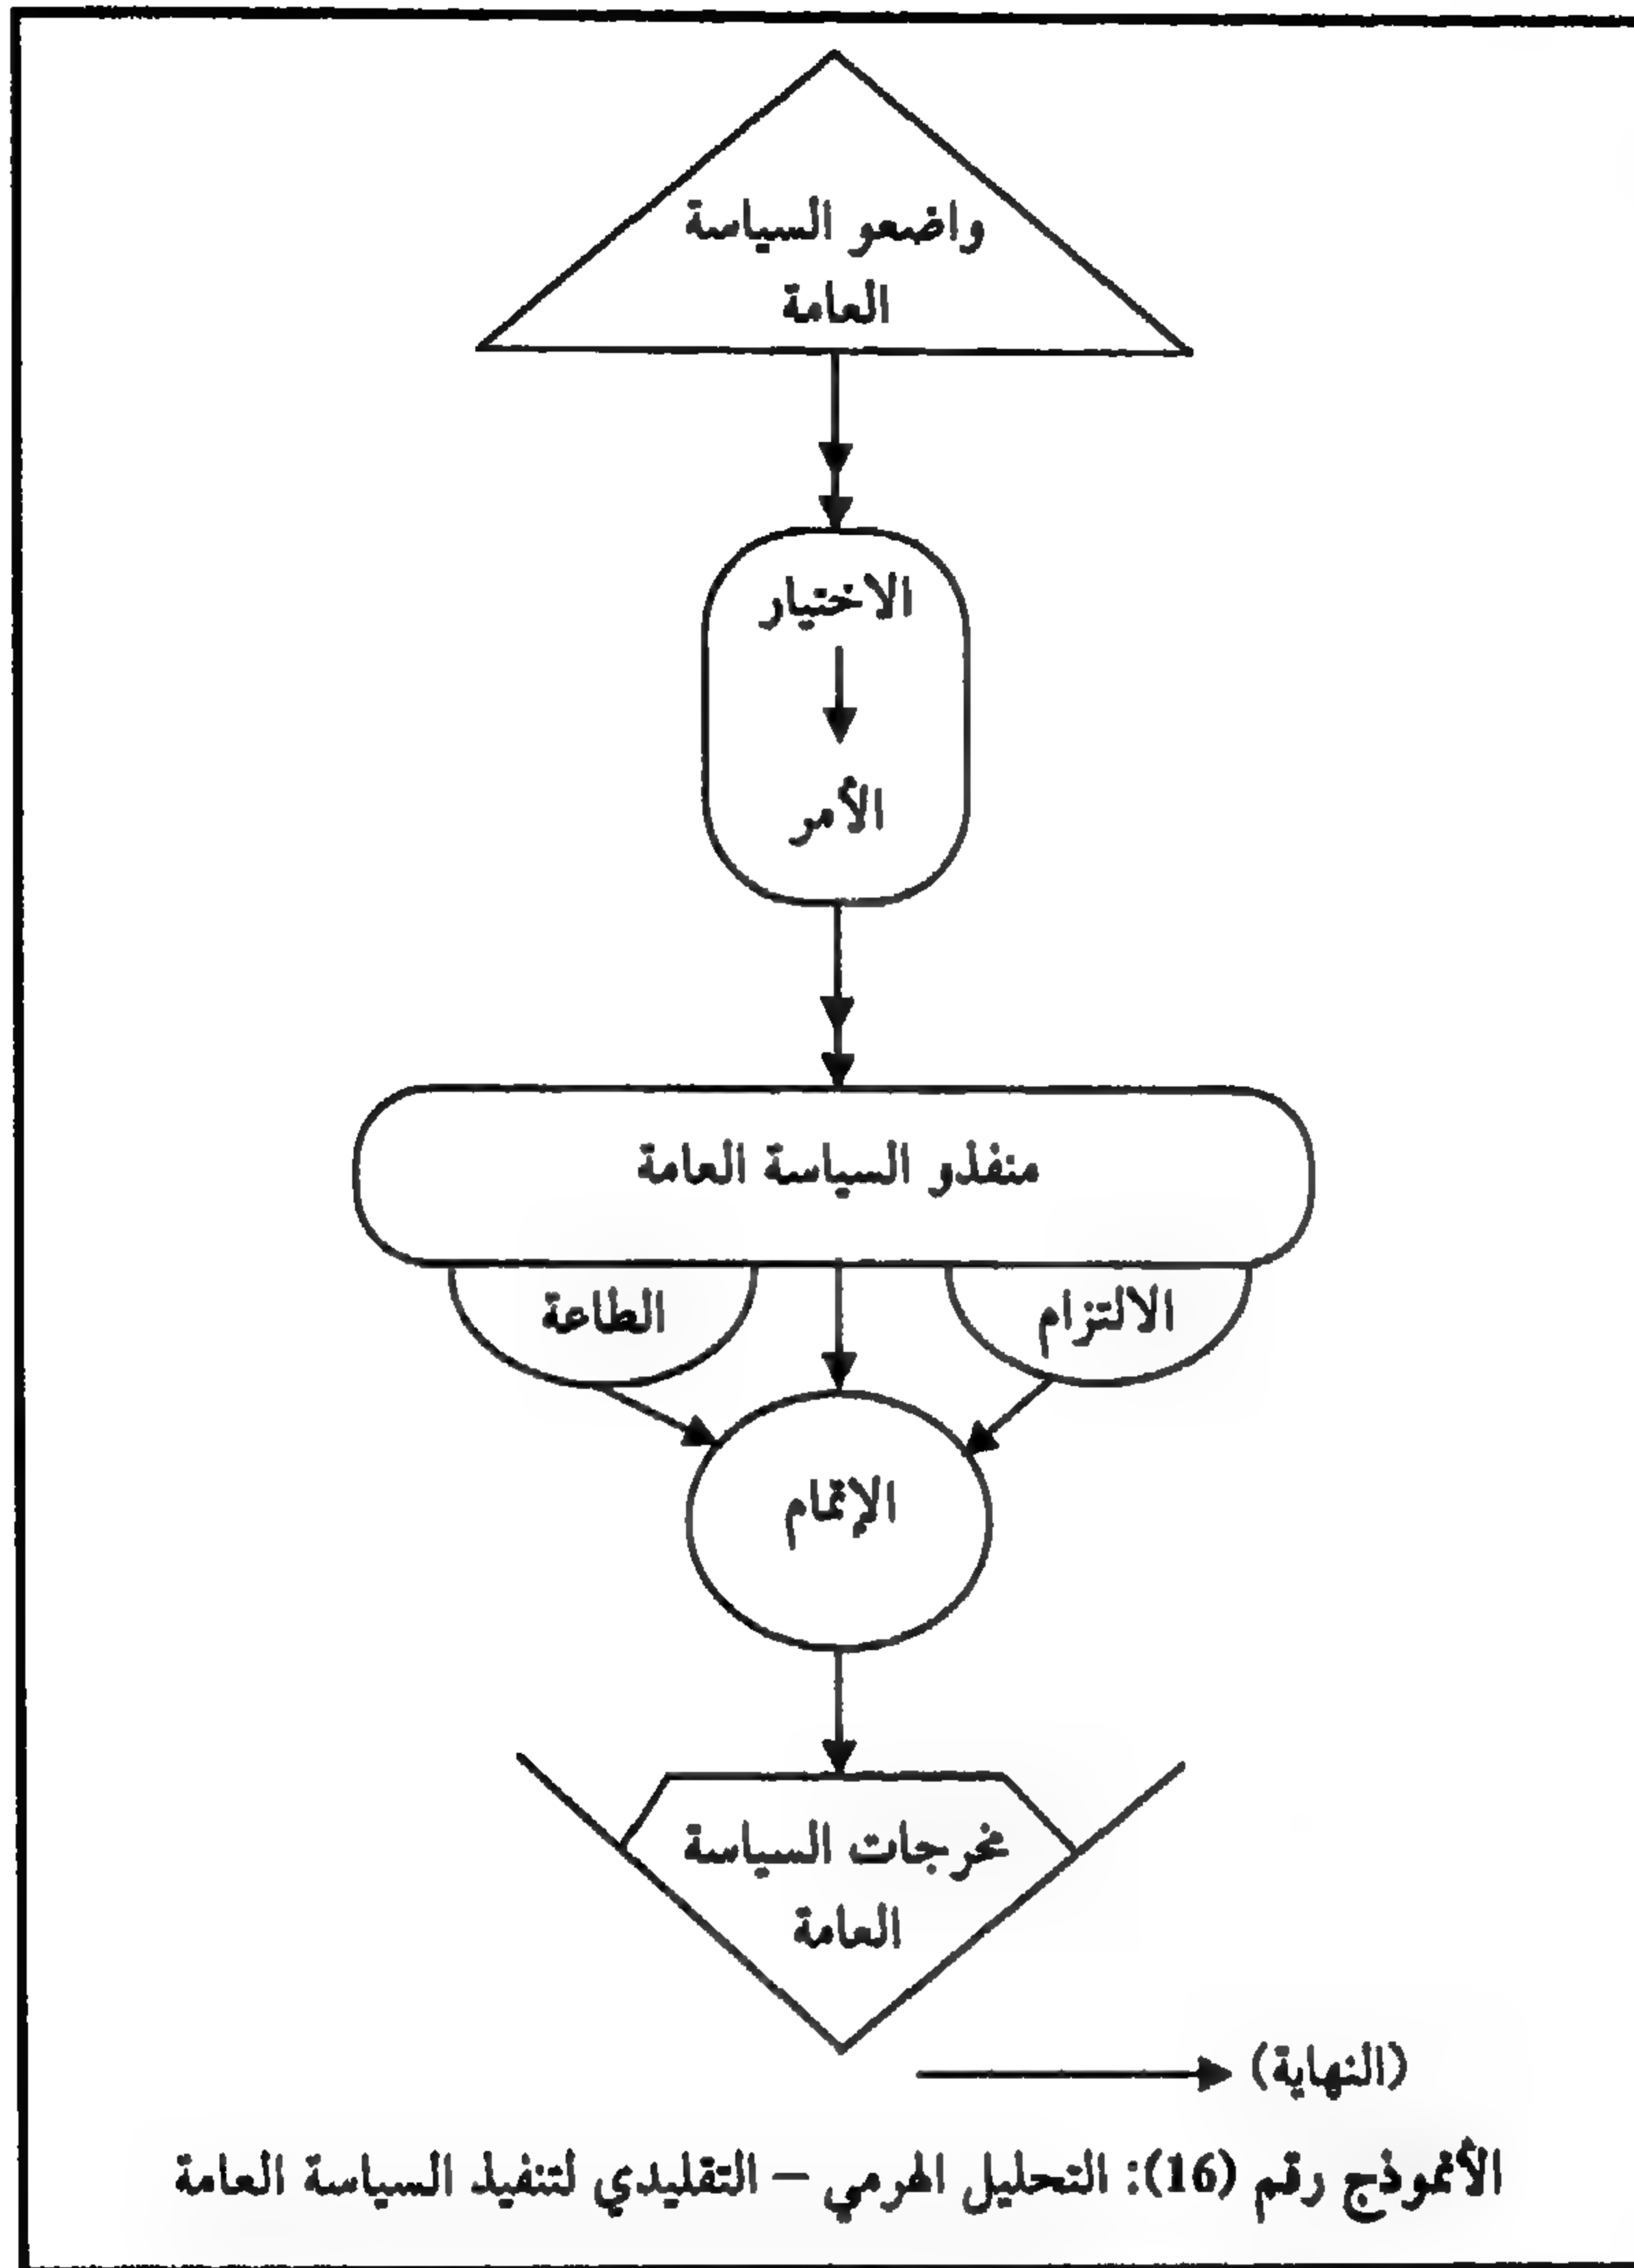 واضعو السياسة
العامة
الاختيار
الأمر
منفذو السياسة العامة
الالتزام
الطاعة
الإتمام
مخرجات السياسة
العامة
(النهاية)
الأنموذج رقم (16): التحليل الهرمي – التقليدي لتنفيذ السياسة العامة